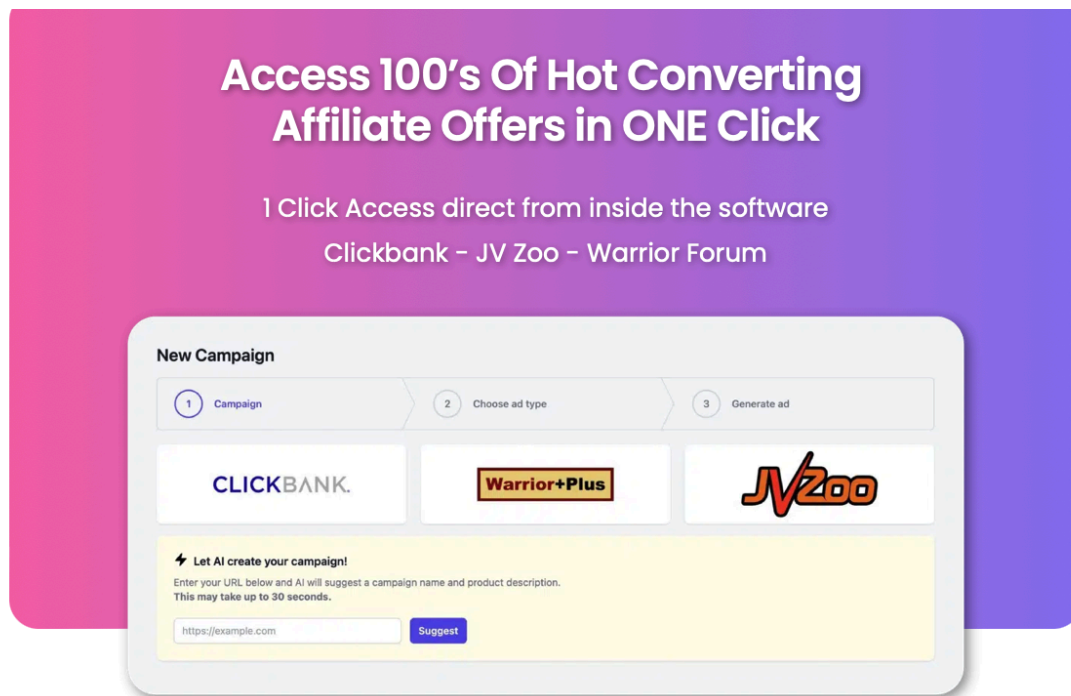 Access 100's Of Hot Converting
Affiliate Offers in ONE Click
1 Click Access direct from inside the software
Clickbank - JV Zoo - Warrior Forum
New Campaign
1 Campaign
2 Choose ad type
3 Generate ad
CLICKBANK.
Warrior+Plus
JVZoo
Let AI create your campaign!
Enter your URL below and AI will suggest a campaign name and product description.
This may take up to 30 seconds.
https://example.com
Suggest